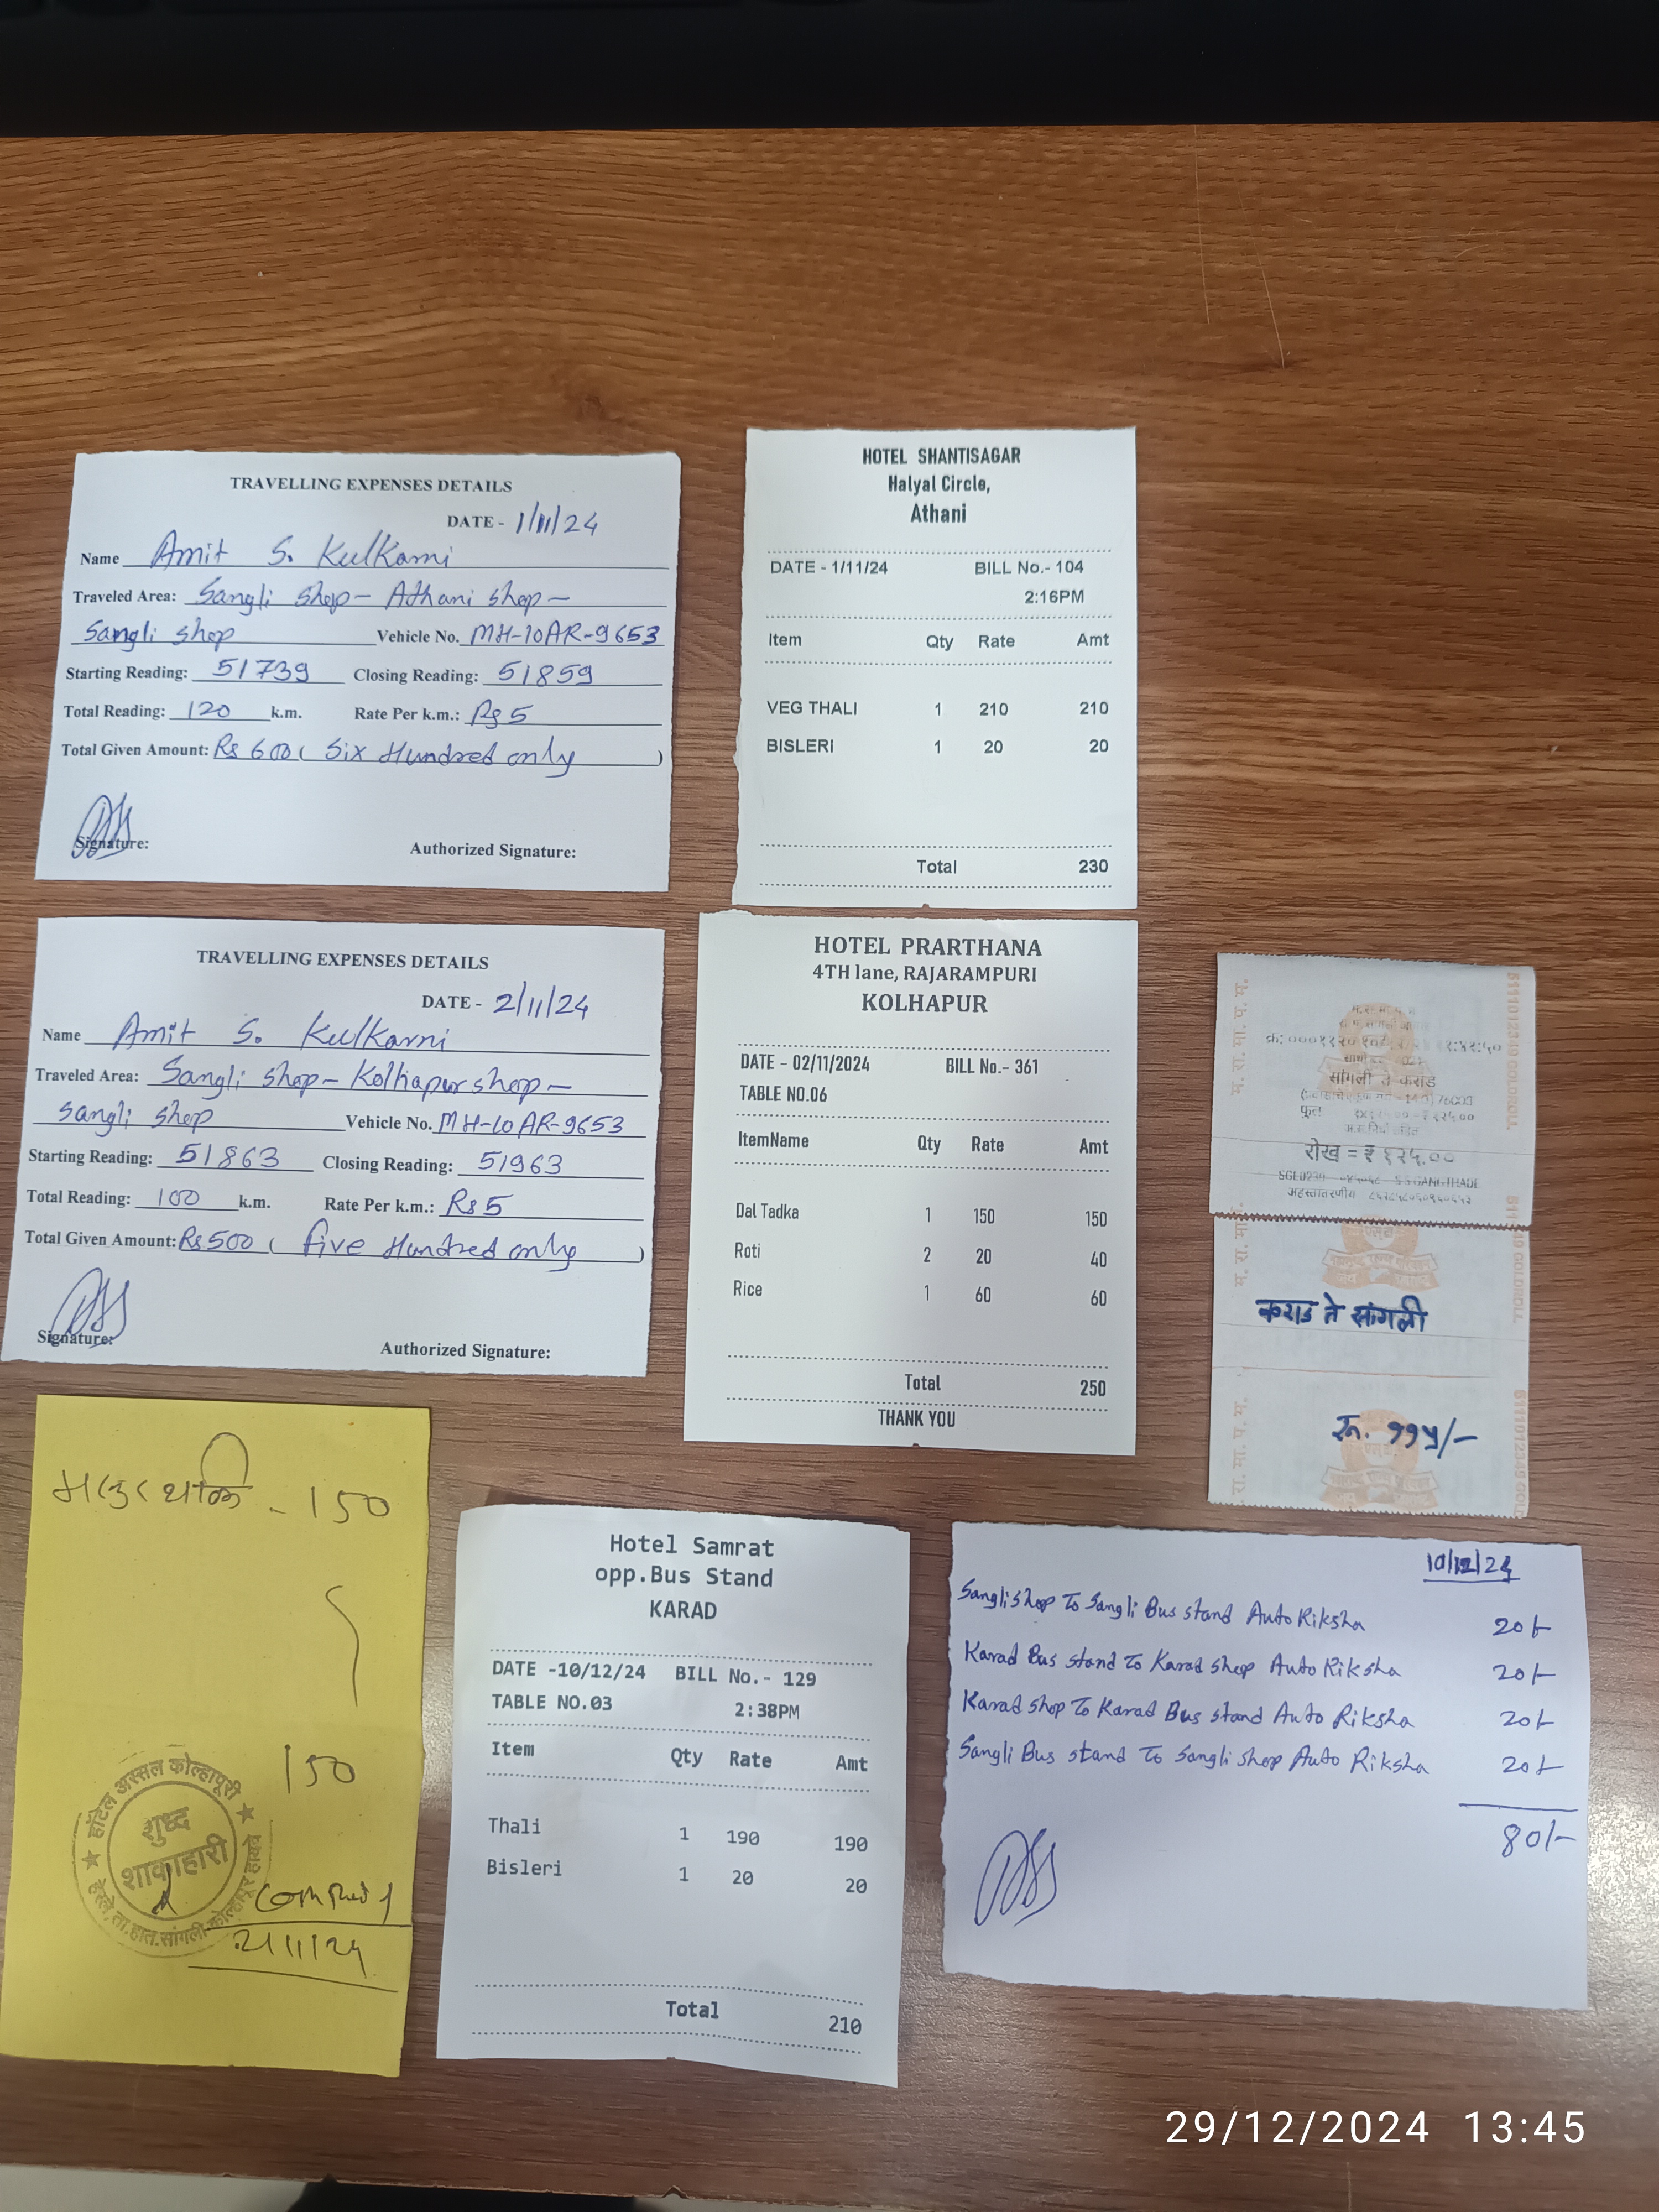 TRAVELLING EXPENSES DETAILS
DATE - 1/11/24
Name Amit S. Kulkarni
Traveled Area: Sangli shop - Athani shop -
Sangli shop Vehicle No. MH-10AR-9653
Starting Reading: 51739 Closing Reading: 51859
Total Reading: 120 k.m. Rate Per k.m.: Rs 5
Total Given Amount: Rs 600 ( Six Hundred only )
Signature: Authorized Signature:
HOTEL SHANTISAGAR
Halyal Circle,
Athani
DATE - 1/11/24 BILL No.- 104
2:16PM
Item Qty Rate Amt
VEG THALI 1 210 210
BISLERI 1 20 20
Total 230
TRAVELLING EXPENSES DETAILS
DATE - 2/11/24
Name Amit S. Kulkarni
Traveled Area: Sangli shop - Kolhapur shop -
Sangli shop Vehicle No. MH-10AR-9653
Starting Reading: 51863 Closing Reading: 51963
Total Reading: 100 k.m. Rate Per k.m.: Rs 5
Total Given Amount: Rs 500 ( five Hundred only )
Signature: Authorized Signature:
HOTEL PRARTHANA
4TH lane, RAJARAMPURI
KOLHAPUR
DATE - 02/11/2024 BILL No.- 361
TABLE NO.06
ItemName Qty Rate Amt
Dal Tadka 1 150 150
Roti 2 20 40
Rice 1 60 60
Total 250
THANK YOU
सांगली ते कराड
फुल
रोख = ₹ १२५.००
अहस्तांतरणीय
कराड ते सांगली
रू. ११५/-
थाळी - 150
150
हॉटेल अस्सल कोल्हापूरी
शुध्द
शाकाहारी
हेर्ले, ता.हात.सांगली-कोल्हापूर हायवे
2/11/24
Hotel Samrat
opp.Bus Stand
KARAD
DATE -10/12/24 BILL No.- 129
TABLE NO.03 2:38PM
Item Qty Rate Amt
Thali 1 190 190
Bisleri 1 20 20
Total 210
10/12/24
Sangli shop To Sangli Bus stand Auto Riksha 20/-
Karad Bus stand To Karad shop Auto Riksha 20/-
Karad shop To Karad Bus stand Auto Riksha 20/-
Sangli Bus stand To Sangli shop Auto Riksha 20/-
80/-
29/12/2024 13:45